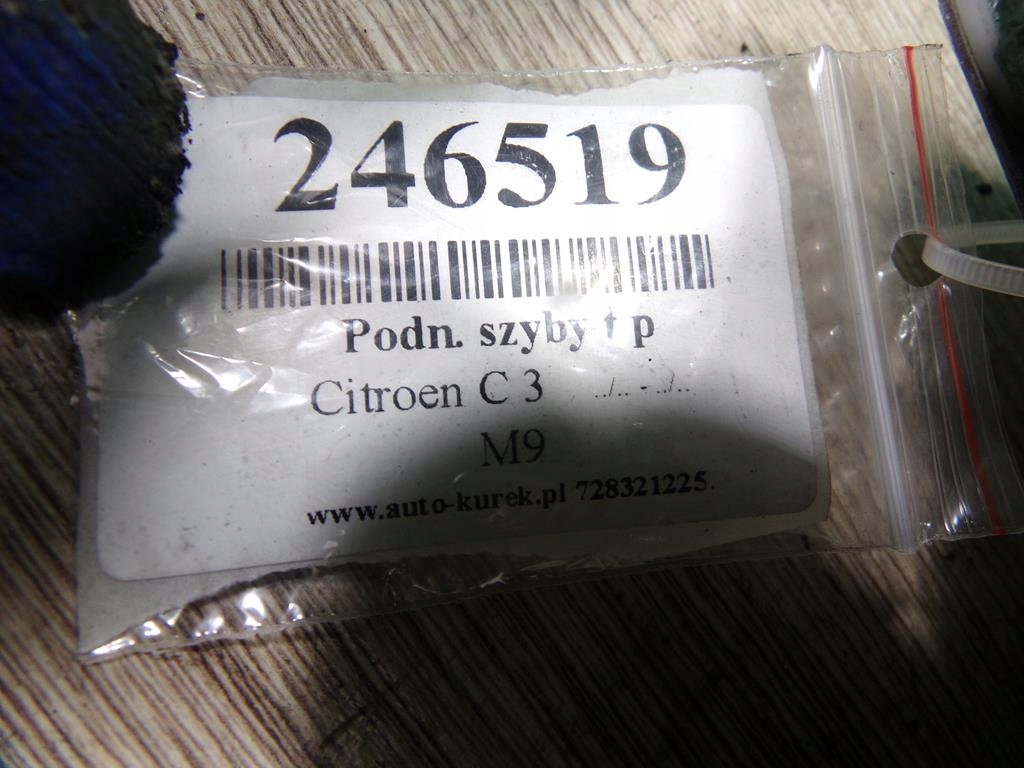 246519
Podn. szyby t p
Citroen C 3 ../.. - ../..
M9
www.auto-kurek.pl 728321225.